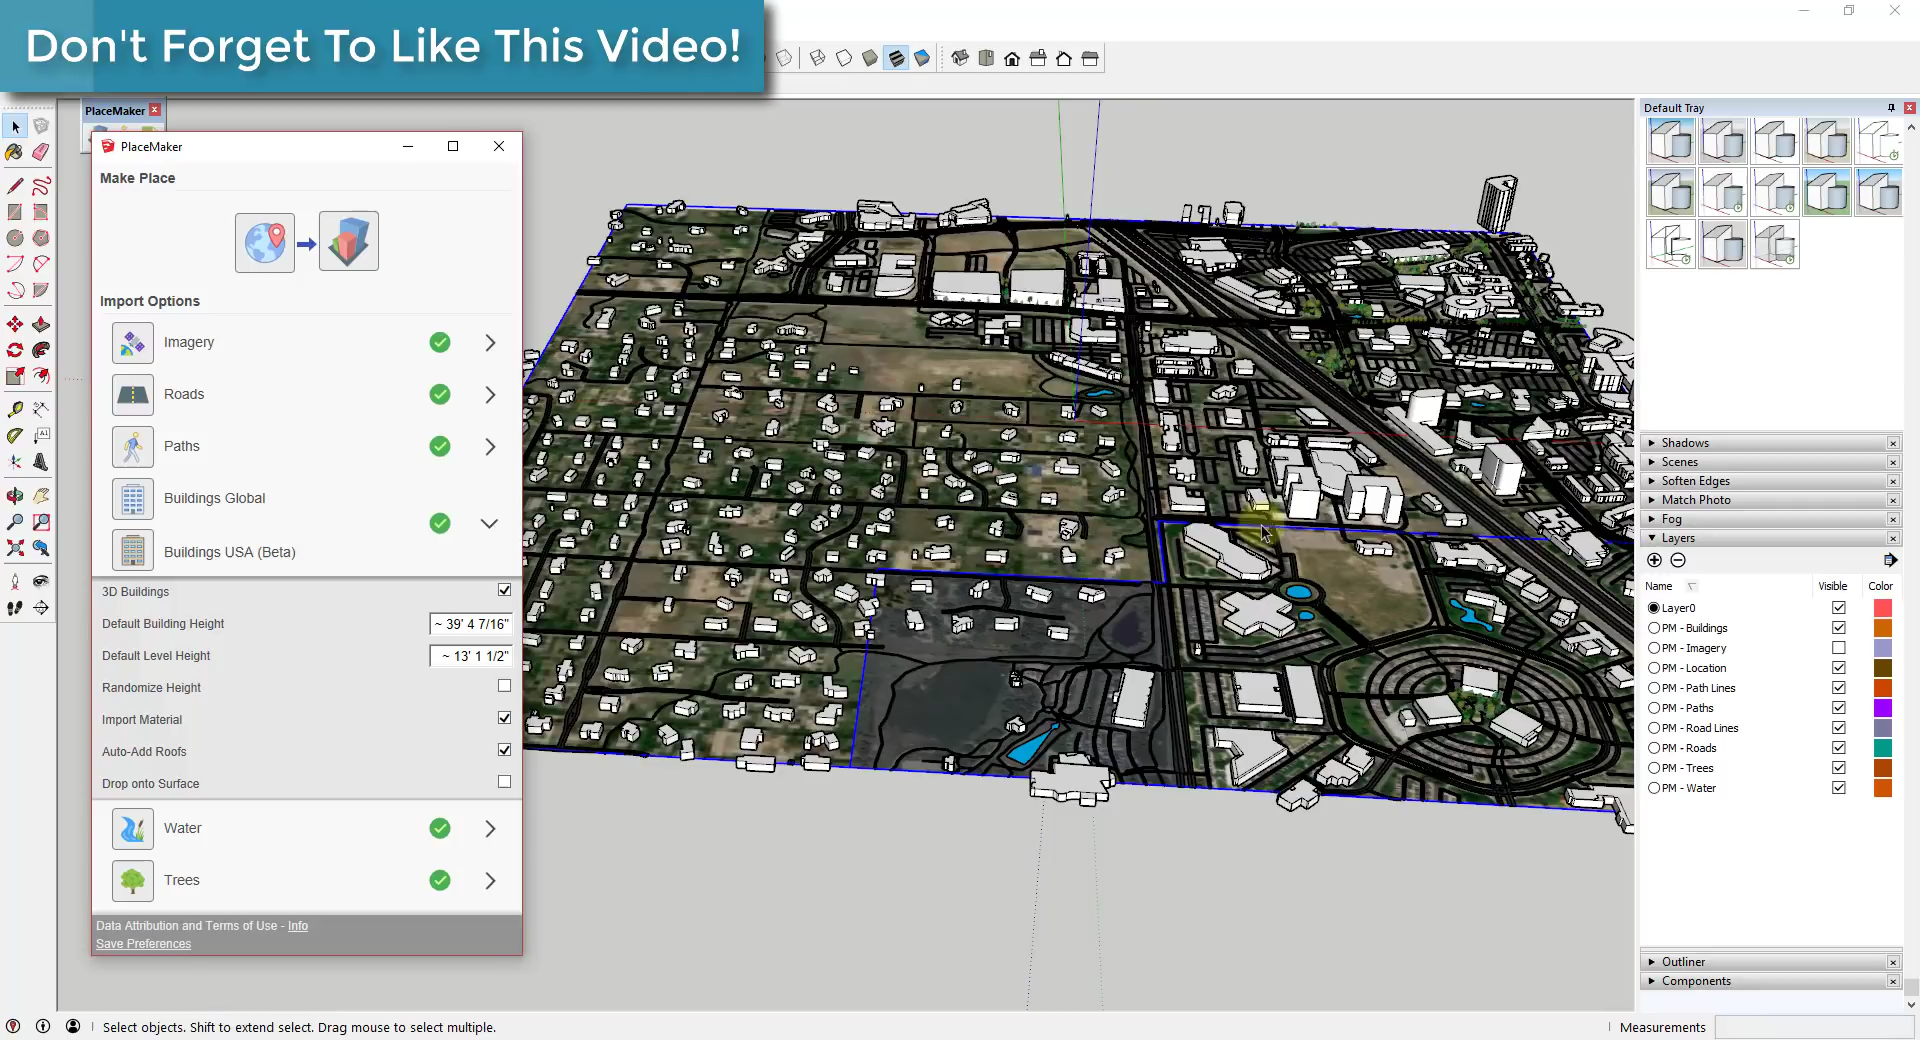 Don't Forget To Like This Video!
PlaceMaker
PlaceMaker
Make Place
Import Options
Imagery
Roads
Paths
Buildings Global
Buildings USA (Beta)
3D Buildings
Default Building Height
~ 39' 4 7/16"
Default Level Height
~ 13' 1 1/2"
Randomize Height
Import Material
Auto-Add Roofs
Drop onto Surface
Water
Trees
Data Attribution and Terms of Use - Info
Save Preferences
Default Tray
Shadows
Scenes
Soften Edges
Match Photo
Fog
Layers
Name Visible Color
Layer0
PM - Buildings
PM - Imagery
PM - Location
PM - Path Lines
PM - Paths
PM - Road Lines
PM - Roads
PM - Trees
PM - Water
Outliner
Components
Select objects. Shift to extend select. Drag mouse to select multiple.
Measurements